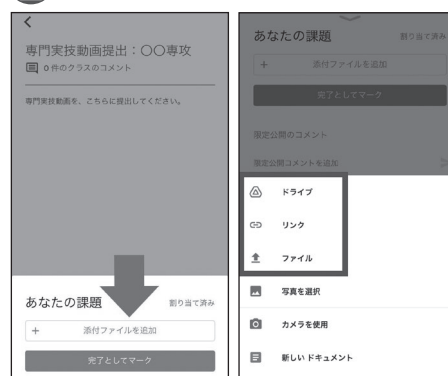 専門実技動画提出：〇〇専攻
0 件のクラスのコメント
専門実技動画を、こちらに提出してください。
あなたの課題 割り当て済み
+ 添付ファイルを追加
完了としてマーク
あなたの課題 割り当て済み
+ 添付ファイルを追加
完了としてマーク
限定公開のコメント
限定公開コメントを追加
ドライブ
リンク
ファイル
写真を選択
カメラを使用
新しいドキュメント